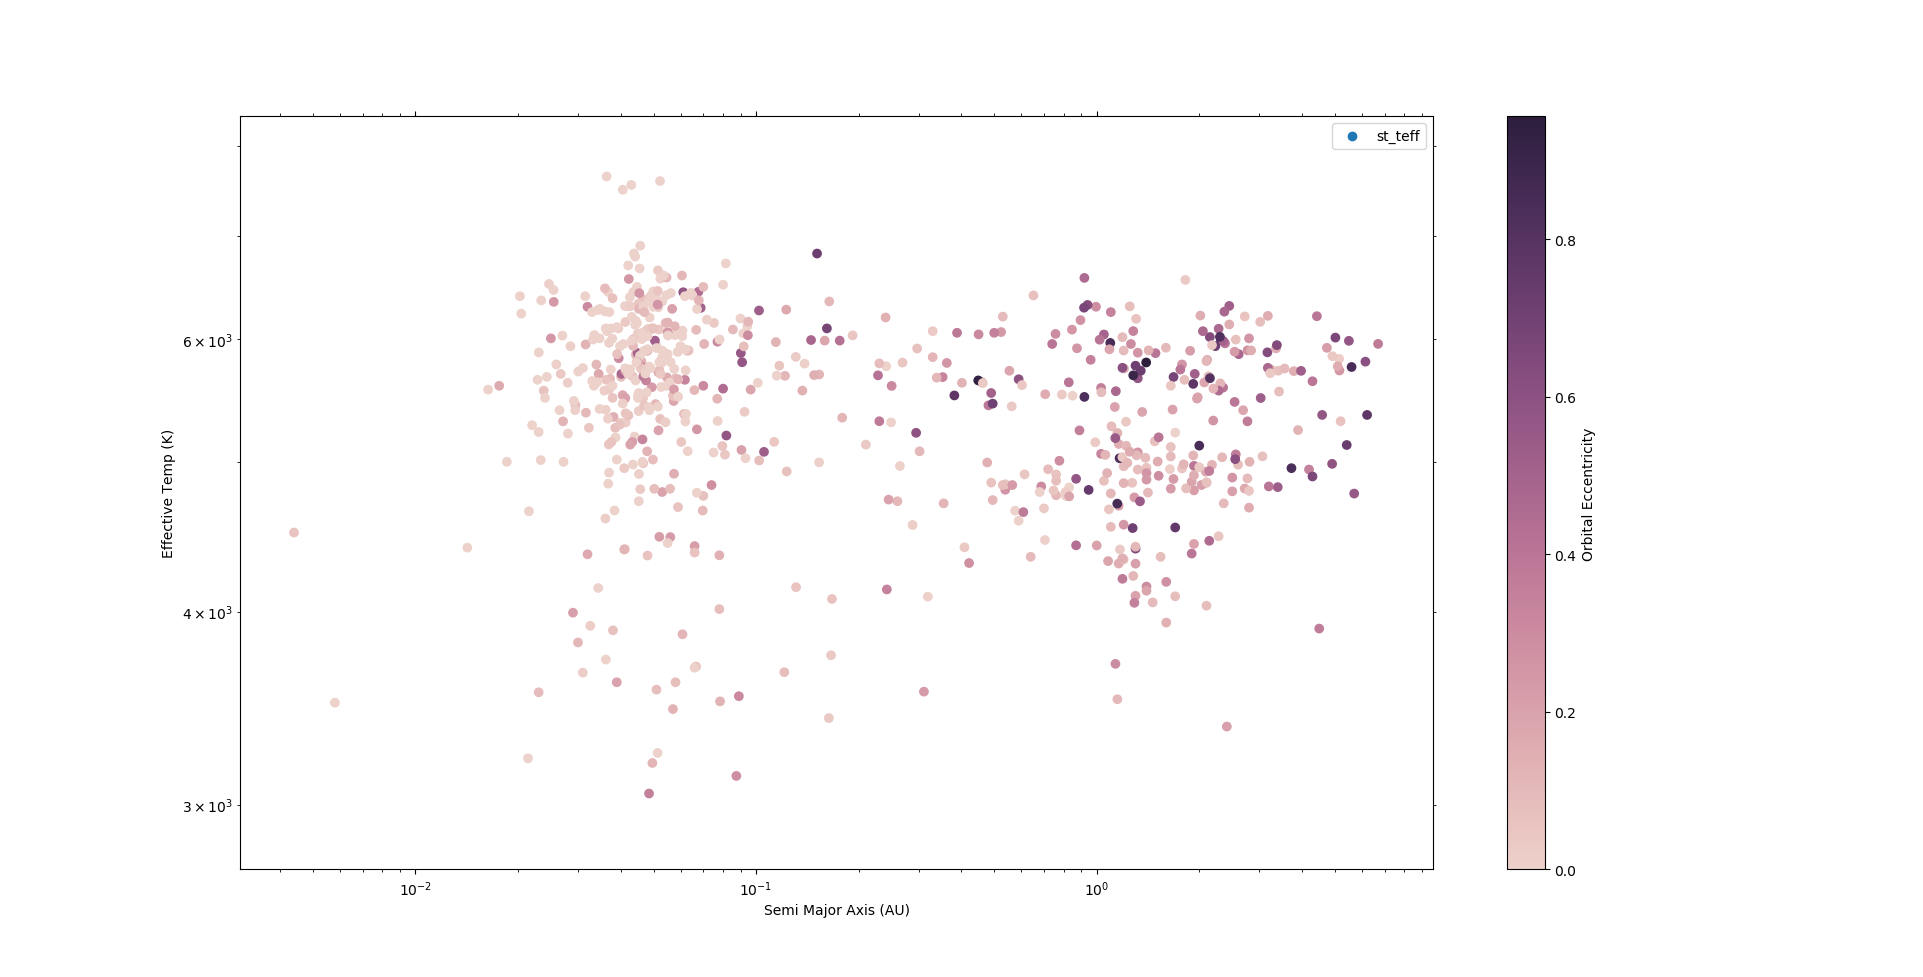 st_teff
Effective Temp (K)
6 × 10³
4 × 10³
3 × 10³
10⁻²
10⁻¹
10⁰
Semi Major Axis (AU)
0.8
0.6
0.4
0.2
0.0
Orbital Eccentricity